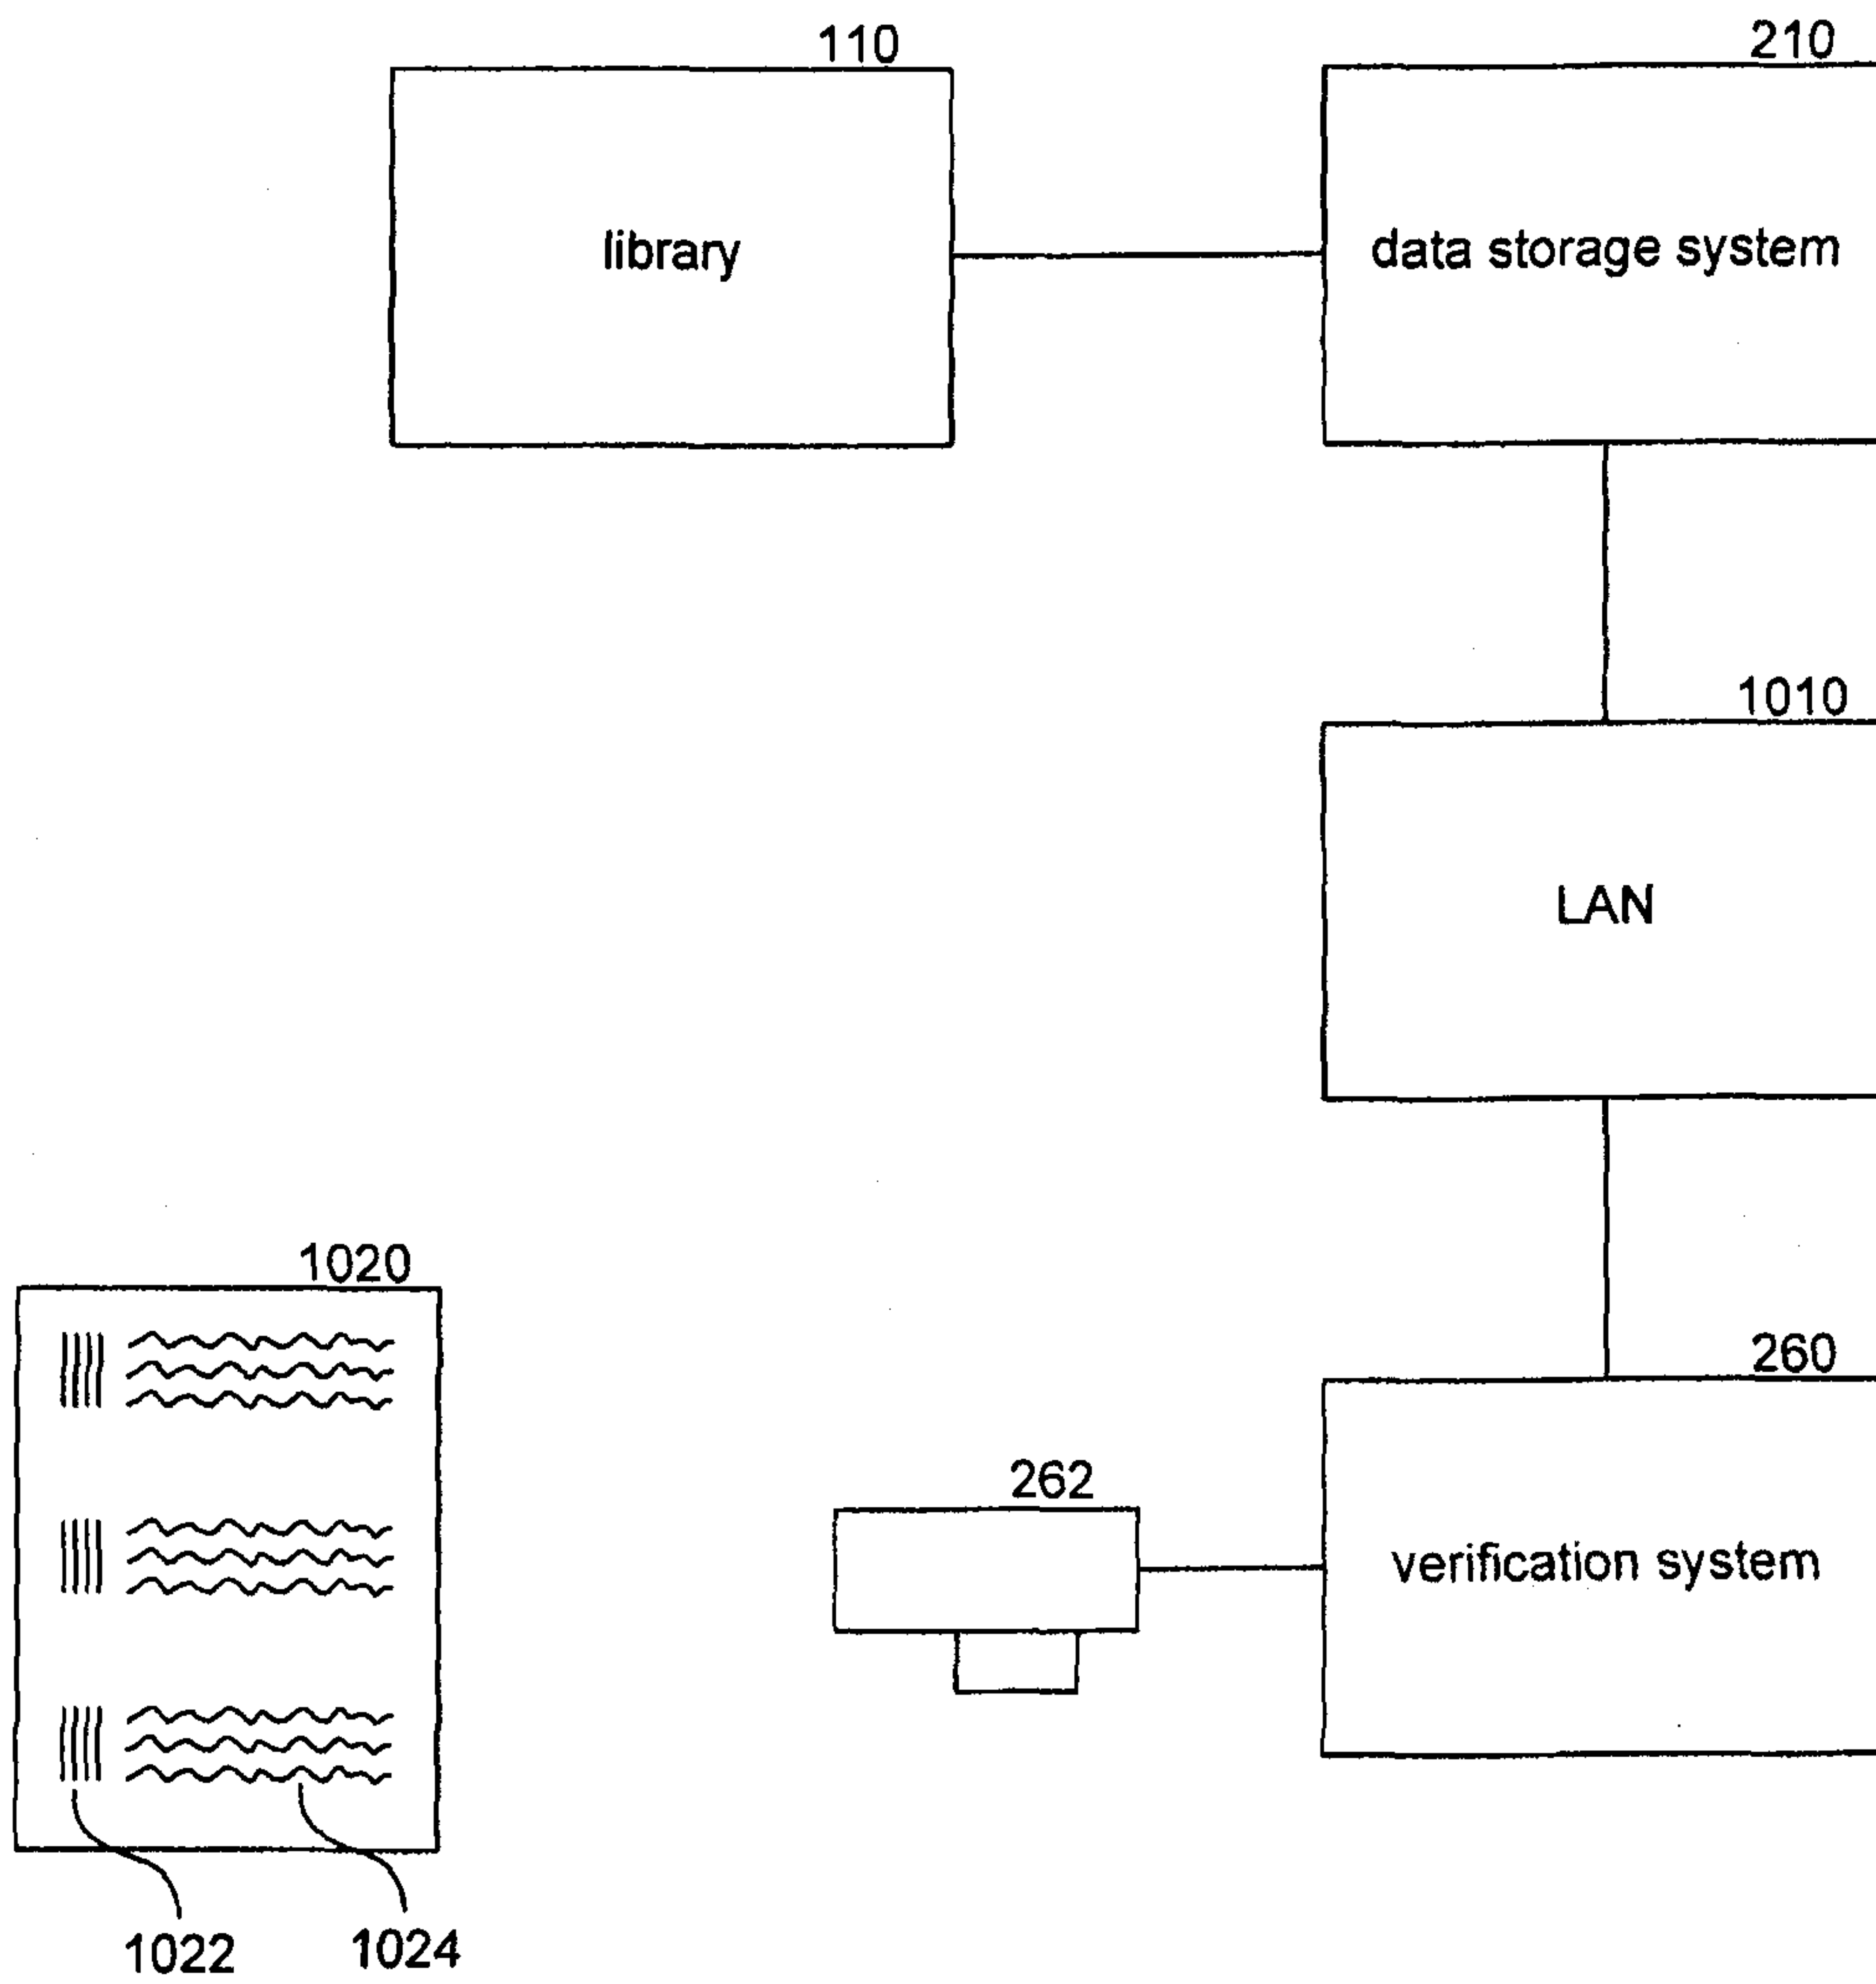 110
210
library
data storage system
1010
LAN
1020
260
262
verification system
1022
1024